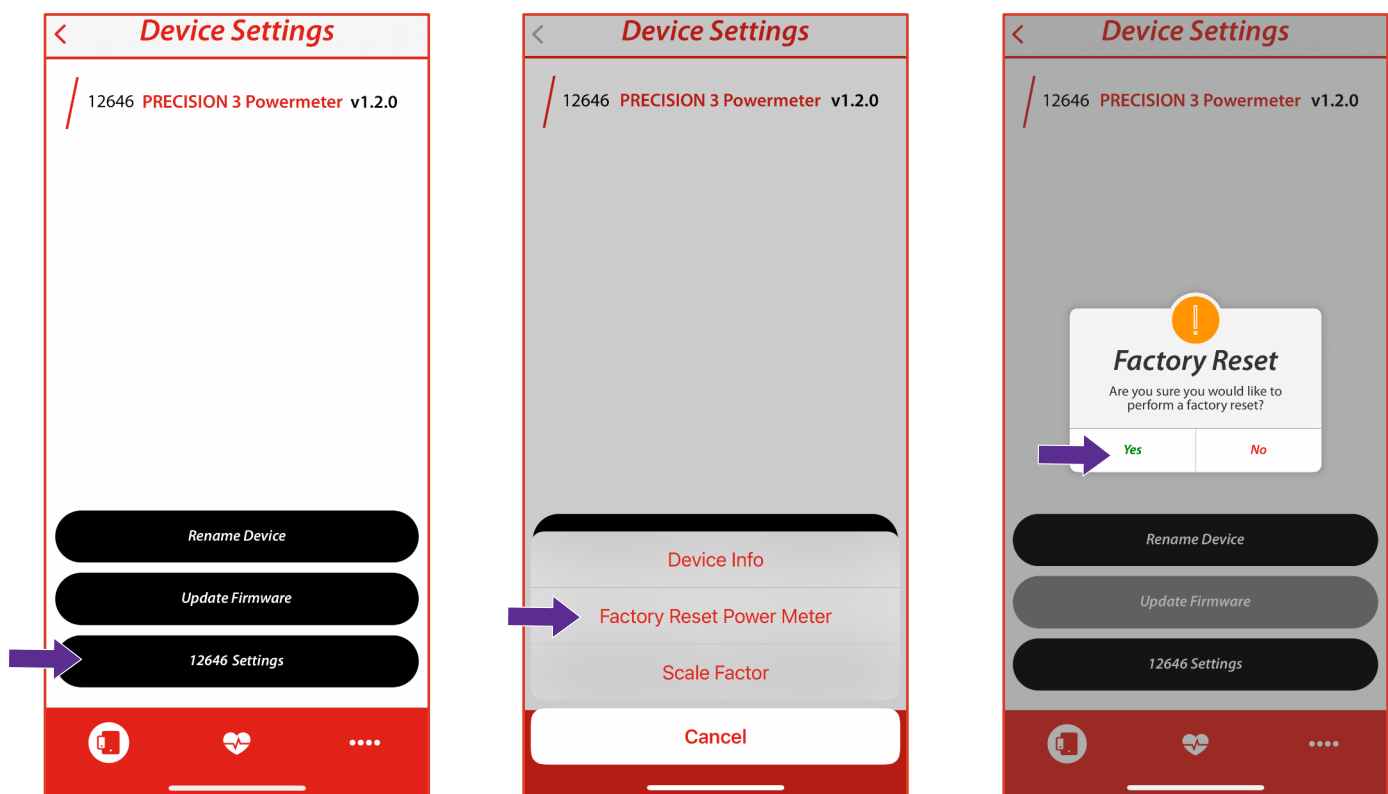 Device Settings
12646 PRECISION 3 Powermeter v1.2.0
Rename Device
Update Firmware
12646 Settings
Device Settings
12646 PRECISION 3 Powermeter v1.2.0
Device Info
Factory Reset Power Meter
Scale Factor
Cancel
Device Settings
12646 PRECISION 3 Powermeter v1.2.0
Factory Reset
Are you sure you would like to
perform a factory reset?
Yes
No
Rename Device
Update Firmware
12646 Settings